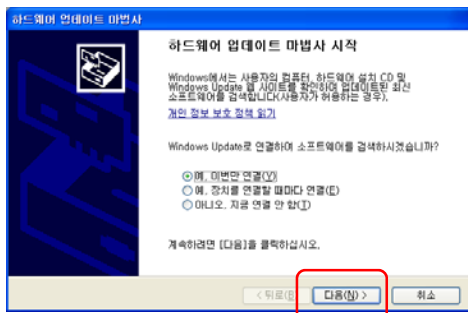 하드웨어 업데이트 마법사
하드웨어 업데이트 마법사 시작
Windows에서는 사용자의 컴퓨터, 하드웨어 설치 CD 및
Windows Update 웹 사이트를 확인하여 업데이트된 최신
소프트웨어를 검색합니다(사용자가 허용하는 경우).
개인 정보 보호 정책 읽기
Windows Update로 연결하여 소프트웨어를 검색하시겠습니까?
예, 이번만 연결(Y)
예, 장치를 연결할 때마다 연결(E)
아니오, 지금 연결 안 함(T)
계속하려면 [다음]을 클릭하십시오.
< 뒤로(B
다음(N) >
취소